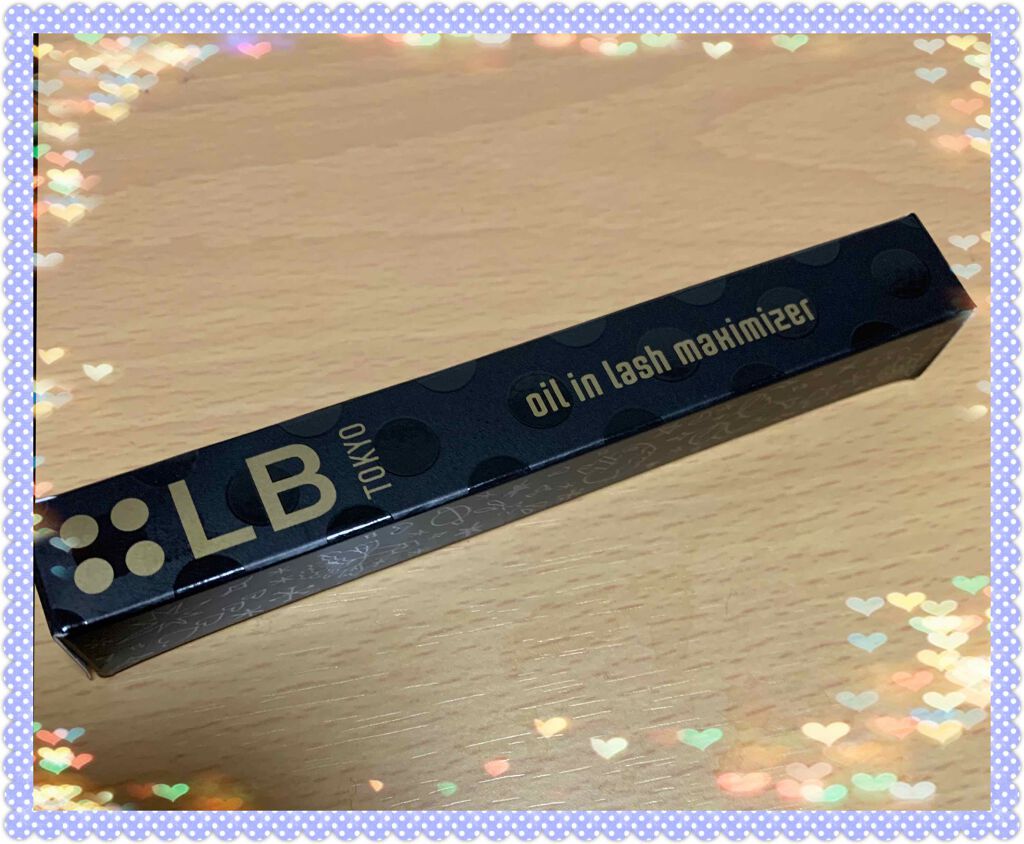 LB
TOKYO
oil in lash maximizer